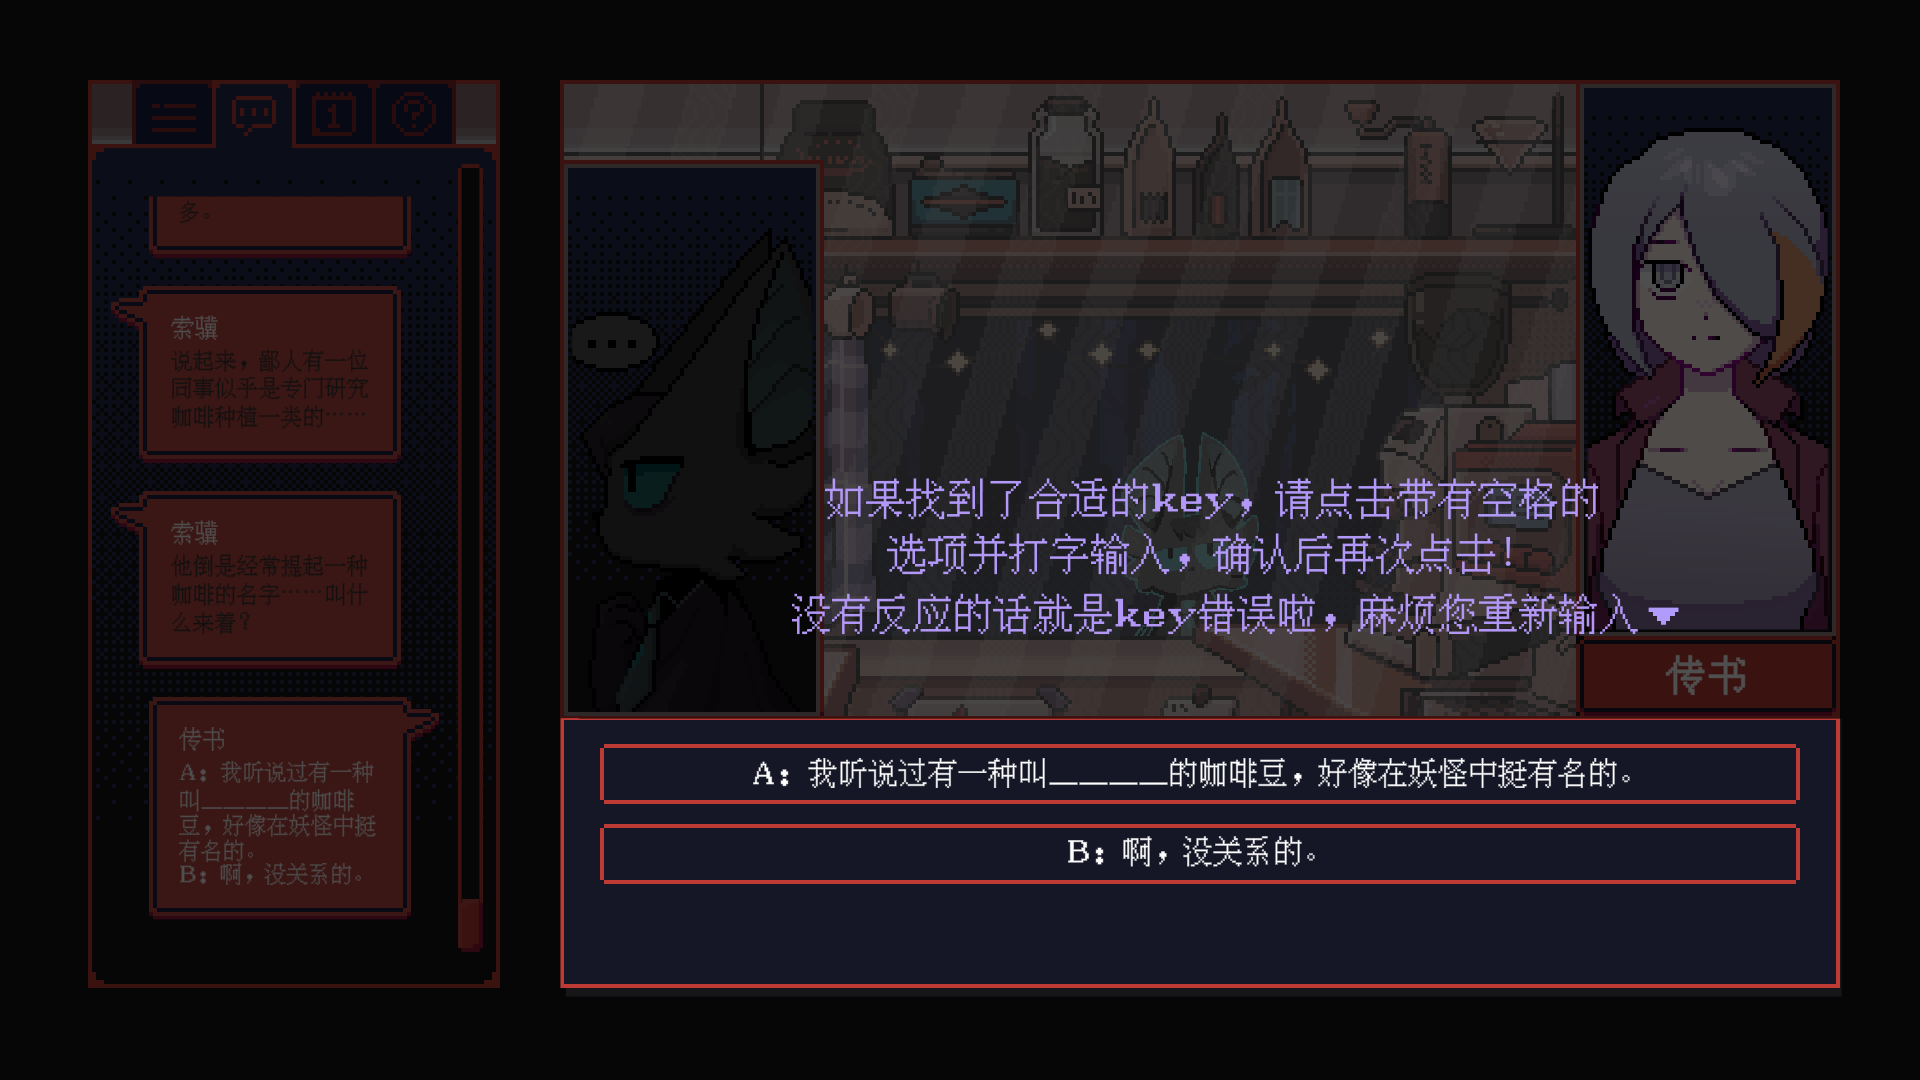 多。
索骥
说起来，鄙人有一位
同事似乎是专门研究
咖啡种植一类的……
索骥
他倒是经常提起一种
咖啡的名字……叫什
么来着？
传书
A：我听说过有一种
叫________的咖啡
豆，好像在妖怪中挺
有名的。
B：啊，没关系的。
1
?
...
如果找到了合适的key，请点击带有空格的
选项并打字输入，确认后再次点击！
没有反应的话就是key错误啦，麻烦您重新输入
传书
A：我听说过有一种叫________的咖啡豆，好像在妖怪中挺有名的。
B：啊，没关系的。